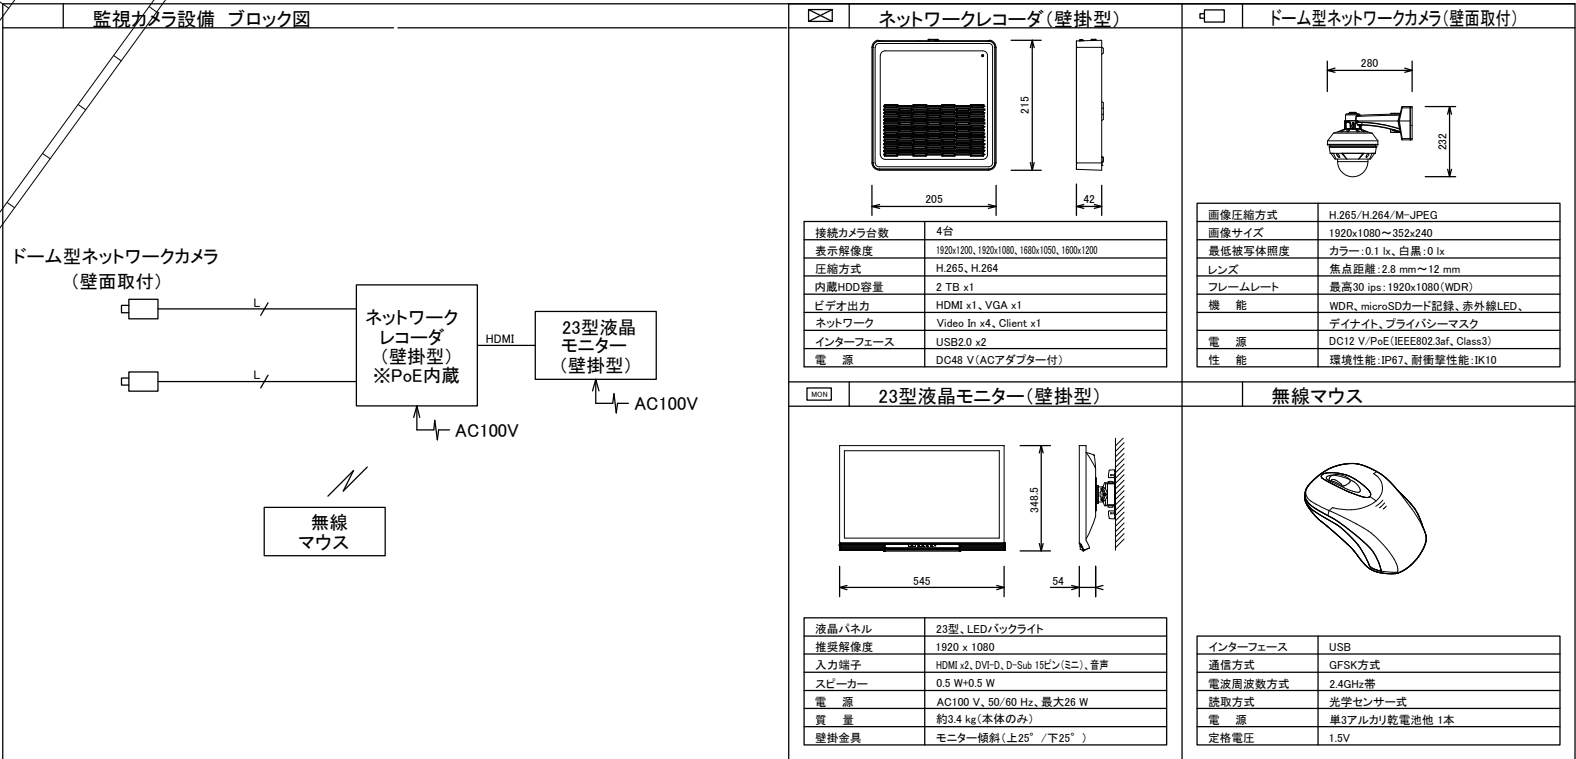 監視カメラ設備 ブロック図
ドーム型ネットワークカメラ
(壁面取付)
L
L
ネットワーク
レコーダ
(壁掛型)
※PoE内蔵
HDMI
23型液晶
モニター
(壁掛型)
AC100V
AC100V
無線
マウス
ネットワークレコーダ(壁掛型)
215
205
42
接続カメラ台数 4台
表示解像度 1920x1200、1920x1080、1680x1050、1600x1200
圧縮方式 H.265、H.264
内蔵HDD容量 2 TB x1
ビデオ出力 HDMI x1、VGA x1
ネットワーク Video In x4、Client x1
インターフェース USB2.0 x2
電 源 DC48 V(ACアダプター付)
ドーム型ネットワークカメラ(壁面取付)
280
232
画像圧縮方式 H.265/H.264/M-JPEG
画像サイズ 1920x1080～352x240
最低被写体照度 カラー:0.1 lx、白黒:0 lx
レンズ 焦点距離:2.8 mm～12 mm
フレームレート 最高30 ips:1920x1080(WDR)
機 能 WDR、microSDカード記録、赤外線LED、
デイナイト、プライバシーマスク
電 源 DC12 V/PoE(IEEE802.3af、Class3)
性 能 環境性能:IP67、耐衝撃性能:IK10
MON 23型液晶モニター(壁掛型)
348.5
545
54
液晶パネル 23型、LEDバックライト
推奨解像度 1920 x 1080
入力端子 HDMI x2、DVI-D、D-Sub 15ピン(ミニ)、音声
スピーカー 0.5 W+0.5 W
電 源 AC100 V、50/60 Hz、最大26 W
質 量 約3.4 kg(本体のみ)
壁掛金具 モニター傾斜(上25°/下25°)
無線マウス
インターフェース USB
通信方式 GFSK方式
電波周波数方式 2.4GHz帯
読取方式 光学センサー式
電 源 単3アルカリ乾電池他 1本
定格電圧 1.5V